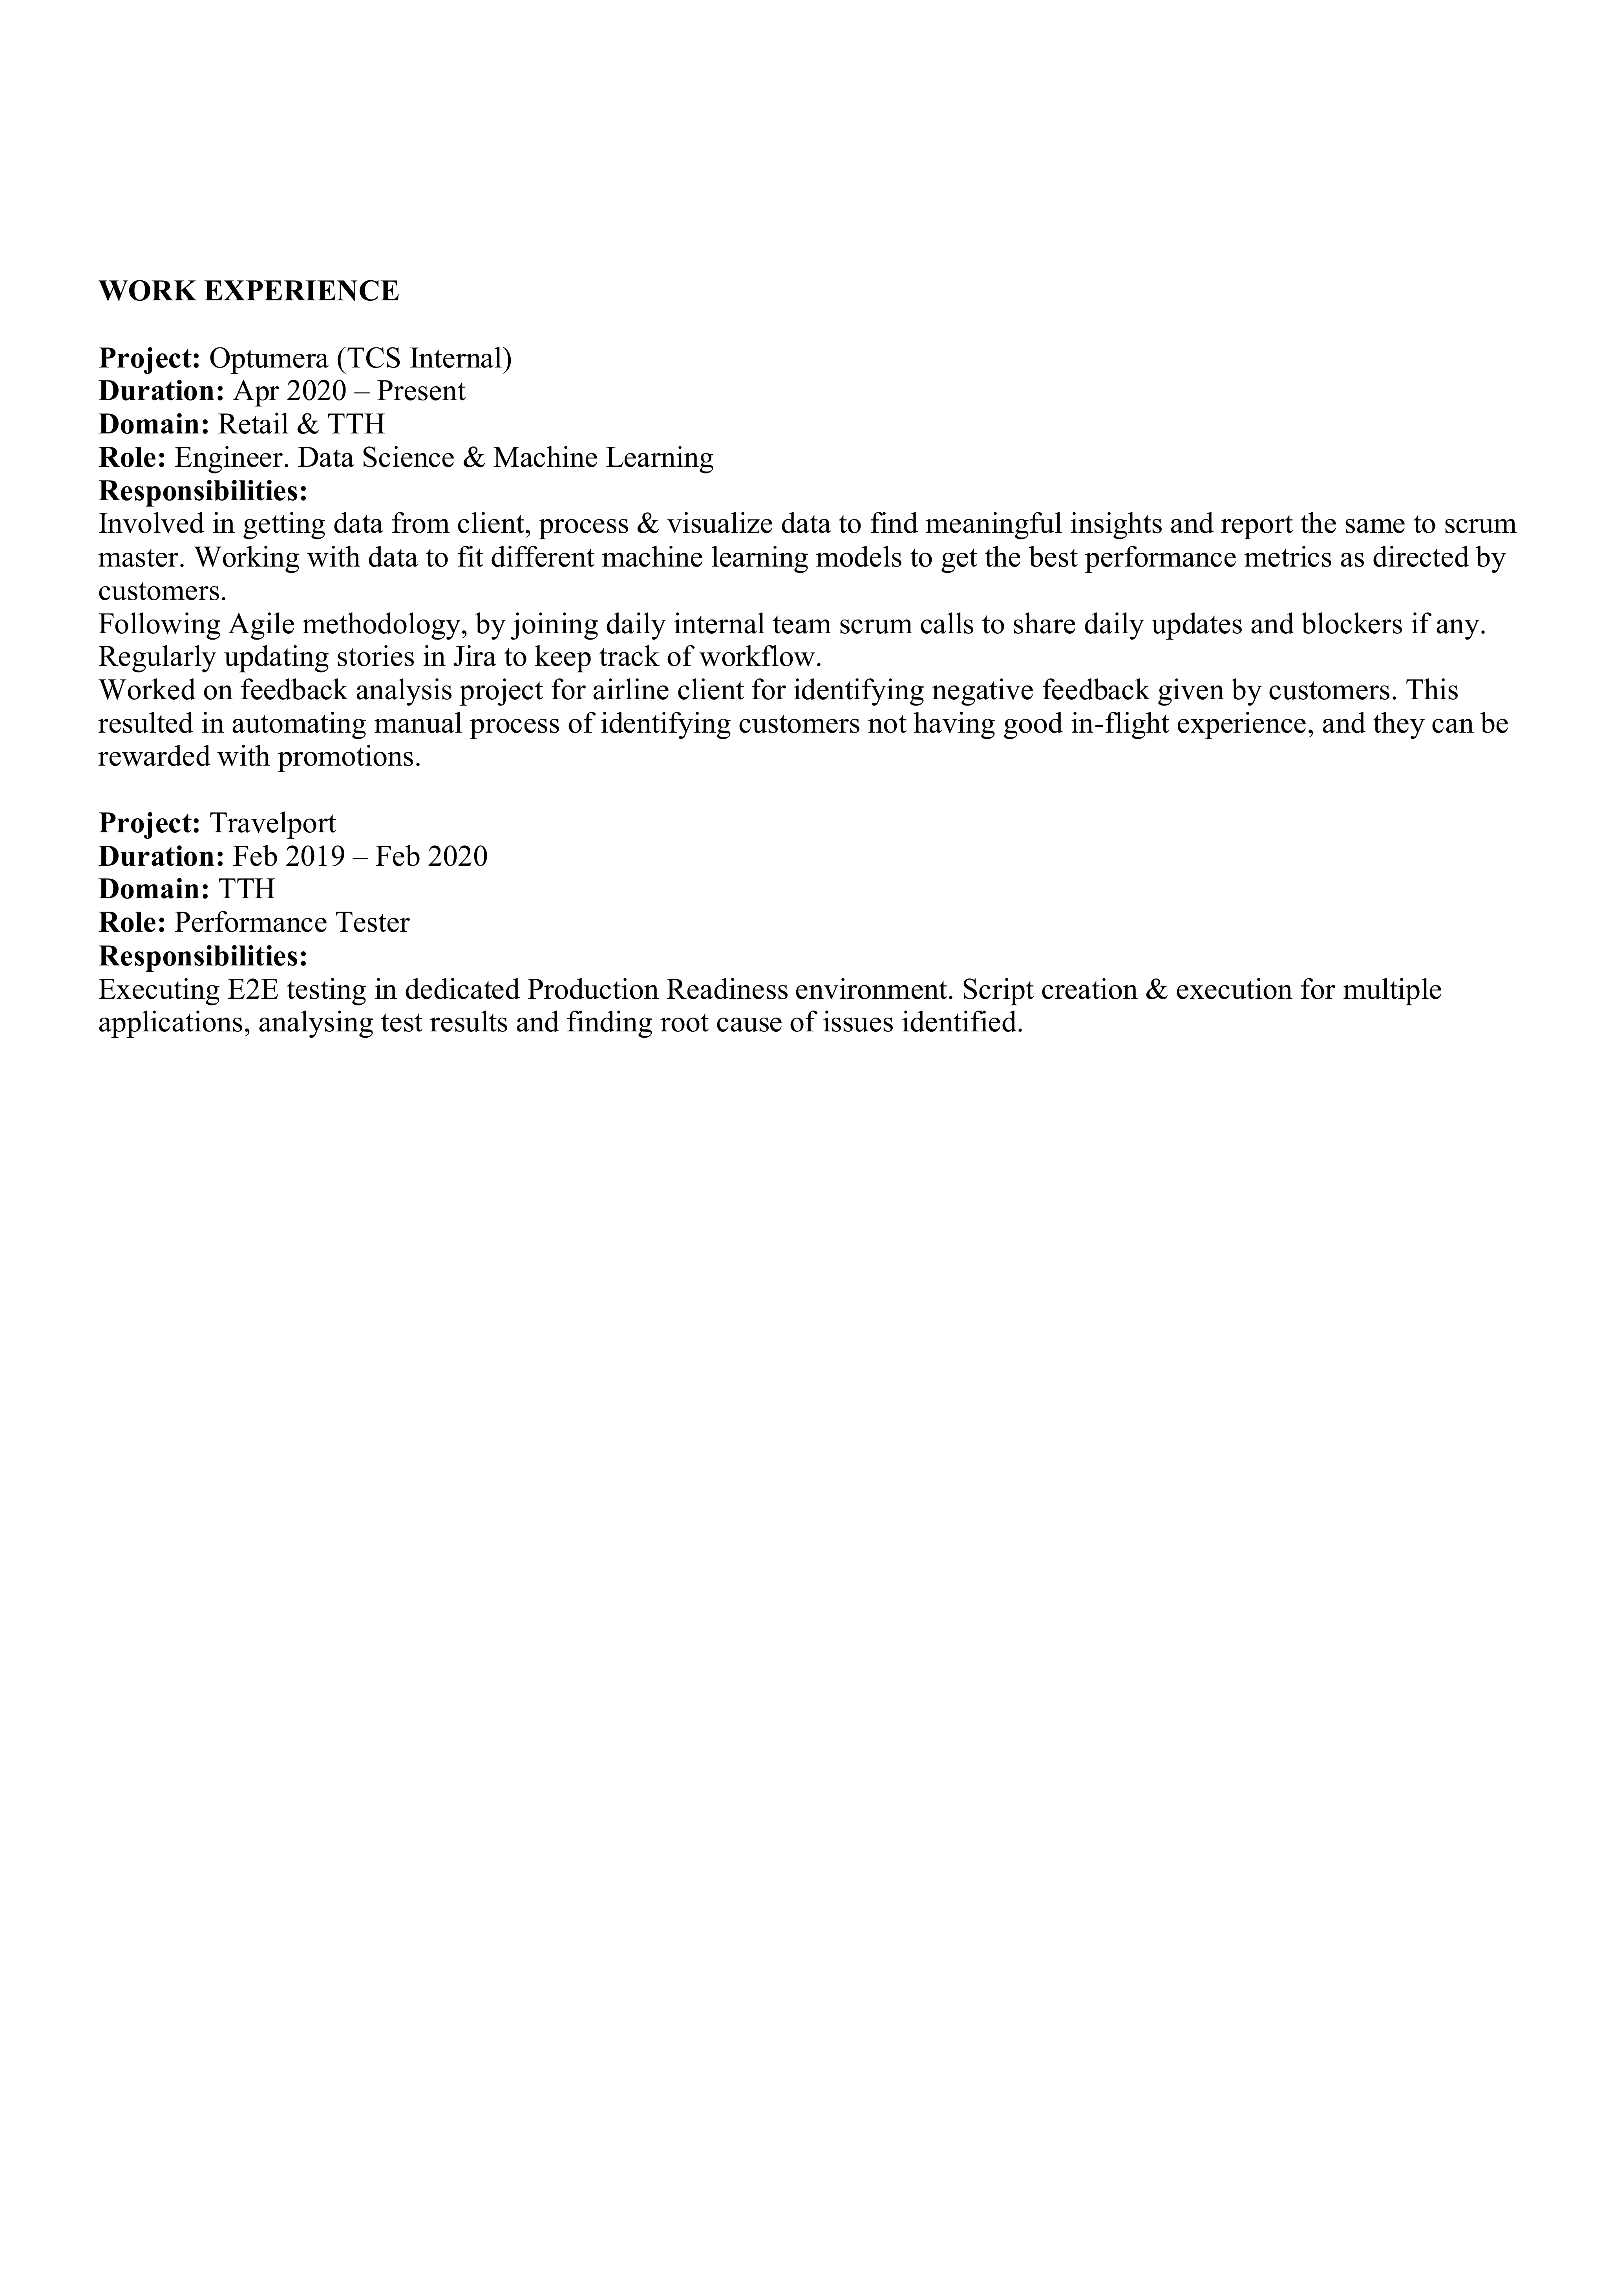 WORK EXPERIENCE
Project: Optumera (TCS Internal)
Duration: Apr 2020 – Present
Domain: Retail & TTH
Role: Engineer. Data Science & Machine Learning
Responsibilities:
Involved in getting data from client, process & visualize data to find meaningful insights and report the same to scrum
master. Working with data to fit different machine learning models to get the best performance metrics as directed by
customers.
Following Agile methodology, by joining daily internal team scrum calls to share daily updates and blockers if any.
Regularly updating stories in Jira to keep track of workflow.
Worked on feedback analysis project for airline client for identifying negative feedback given by customers. This
resulted in automating manual process of identifying customers not having good in-flight experience, and they can be
rewarded with promotions.
Project: Travelport
Duration: Feb 2019 – Feb 2020
Domain: TTH
Role: Performance Tester
Responsibilities:
Executing E2E testing in dedicated Production Readiness environment. Script creation & execution for multiple
applications, analysing test results and finding root cause of issues identified.